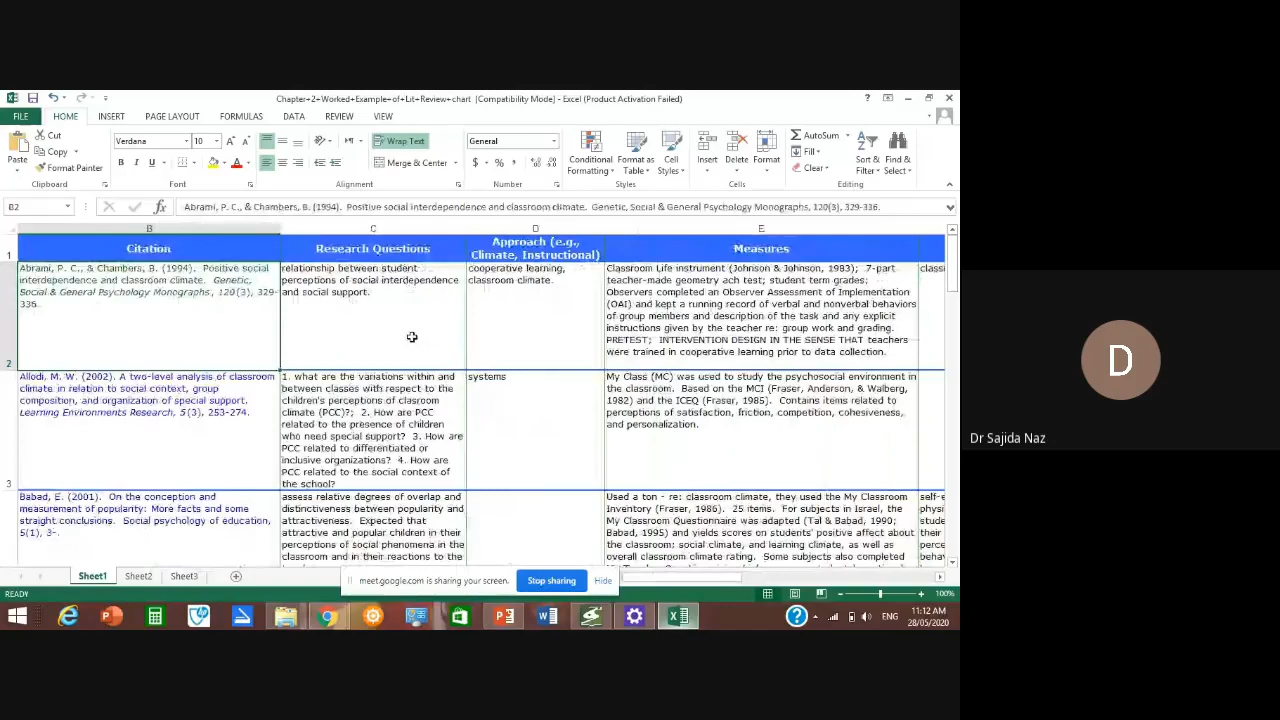 Chapter+2+Worked+Example+of+Lit+Review+chart [Compatibility Mode] - Excel (Product Activation Failed)
FILE HOME INSERT PAGE LAYOUT FORMULAS DATA REVIEW VIEW
Cut
Copy
Format Painter
Paste
Clipboard
Verdana 10
B I U
Font
Wrap Text
Merge & Center
Alignment
General
$ % ,
Number
Conditional
Formatting
Format as
Table
Cell
Styles
Styles
Insert Delete Format
Cells
AutoSum
Fill
Clear
Sort &
Filter
Find &
Select
Editing
B2 fx Abrami, P. C., & Chambers, B. (1994). Positive social interdependence and classroom climate. Genetic, Social & General Psychology Monographs, 120(3), 329-336.
B C D E
1 Citation
Research Questions
Approach (e.g.,
Climate, Instructional)
Measures
2
Abrami, P. C., & Chambers, B. (1994). Positive social
interdependence and classroom climate. Genetic,
Social & General Psychology Monographs, 120(3), 329-
336.
relationship between student
perceptions of social interdependence
and social support.
cooperative learning,
classroom climate.
Classroom Life instrument (Johnson & Johnson, 1983); 7-part
teacher-made geometry ach test; student term grades;
Observers completed an Observer Assessment of Implementation
(OAI) and kept a running record of verbal and nonverbal behaviors
of group members and description of the task and any explicit
instructions given by the teacher re: group work and grading.
PRETEST; INTERVENTION DESIGN IN THE SENSE THAT teachers
were trained in cooperative learning prior to data collection.
classi
3
Allodi, M. W. (2002). A two-level analysis of classroom
climate in relation to social context, group
composition, and organization of special support.
Learning Environments Research, 5(3), 253-274.
1. what are the variations within and
between classes with respect to the
children's perceptions of clasroom
climate (PCC)?; 2. How are PCC
related to the presence of children
who need special support? 3. How are
PCC related to differentiated or
inclusive organizations? 4. How are
PCC related to the social context of
the school?
systems
My Class (MC) was used to study the psychosocial environment in
the classroom. Based on the MCI (Fraser, Anderson, & Walberg,
1982) and the ICEQ (Fraser, 1985). Contains items related to
perceptions of satisfaction, friction, competition, cohesiveness,
and personalization.
Babad, E. (2001). On the conception and
measurement of popularity: More facts and some
straight conclusions. Social psychology of education,
5(1), 3-.
assess relative degrees of overlap and
distinctiveness between popularity and
attractiveness. Expected that
attractive and popular children in their
perceptions of social phenomena in the
classroom and in their reactions to the
Used a ton - re: classroom climate, they used the My Classroom
Inventory (Fraser, 1986). 25 items. For subjects in Israel, the
My Classroom Questionnaire was adapted (Tal & Babad, 1990;
Babad, 1995) and yields scores on students' positive affect about
the classroom: social climate, and learning climate, as well as
overall classroom climate rating. Some subjects also completed
self-e
physi
stude
their
perce
behav
Sheet1 Sheet2 Sheet3
meet.google.com is sharing your screen. Stop sharing Hide
READY
100%
ENG
11:12 AM
28/05/2020
D
Dr Sajida Naz